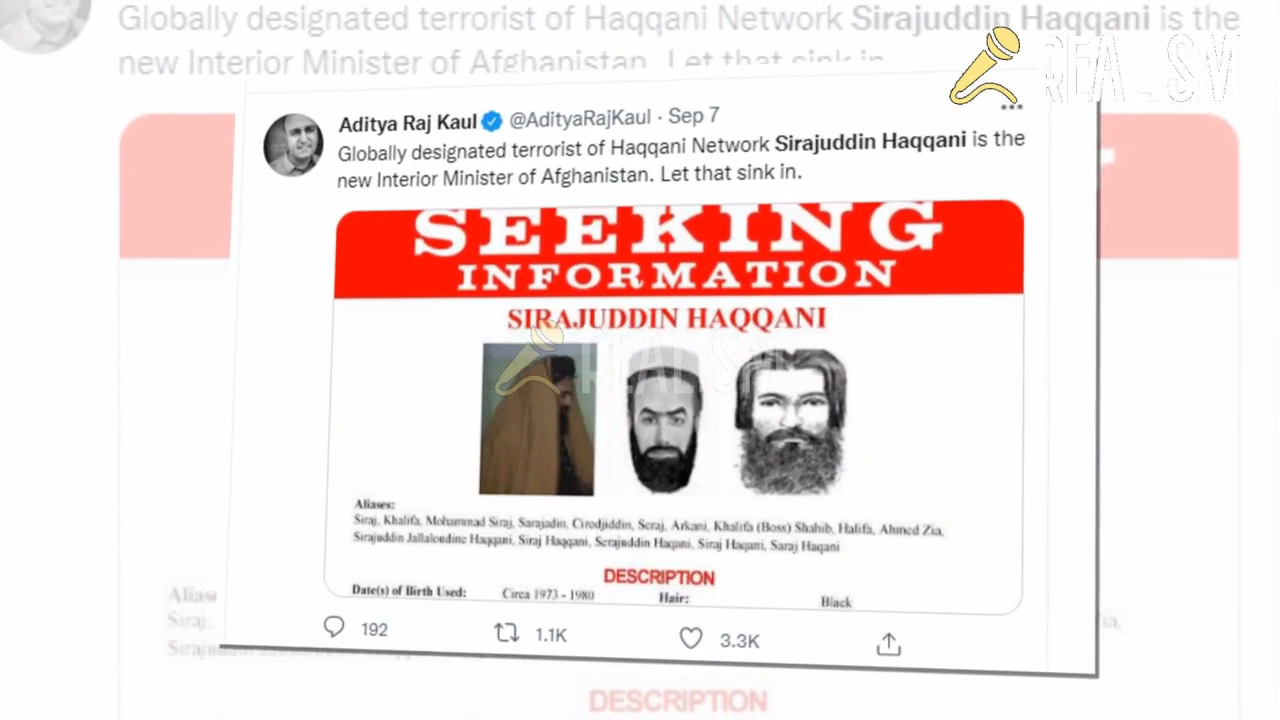 Globally designated terrorist of Haqqani Network Sirajuddin Haqqani is the
new Interior Minister of Afghanistan. Let that sink in.
REALISM
Aditya Raj Kaul @AdityaRajKaul · Sep 7
Globally designated terrorist of Haqqani Network Sirajuddin Haqqani is the
new Interior Minister of Afghanistan. Let that sink in.
SEEKING
INFORMATION
SIRAJUDDIN HAQQANI
REALISM
Aliases:
Siraj, Khalifa, Mohammad Siraj, Sarajadin, Cirodjiddin, Seraj, Arkani, Khalifa (Boss) Shahib, Halifa, Ahmed Zia,
Sirajuddin Jallaloudine Haqqani, Siraj Haqqani, Serajuddin Haqani, Siraj Haqani, Saraj Haqani
DESCRIPTION
Date(s) of Birth Used: Circa 1973 - 1980 Hair: Black
192 1.1K 3.3K
Alias
Siraj,
DESCRIPTION